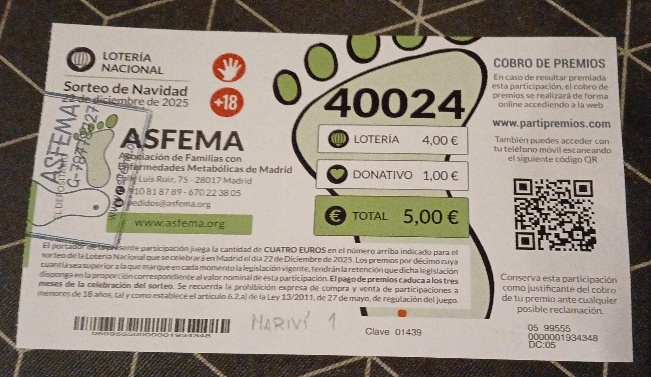 LOTERÍA
NACIONAL
Sorteo de Navidad
22 de diciembre de 2025
+18
ASFEMA
Asociación de Familias con
Enfermedades Metabólicas de Madrid
Luis Ruiz, 75 - 28017 Madrid
910 81 87 89 - 670 22 38 05
pedidos@asfema.org
www.asfema.org
ASFEMA
40024
LOTERÍA 4,00 €
DONATIVO 1,00 €
TOTAL 5,00 €
COBRO DE PREMIOS
En caso de resultar premiada
esta participación, el cobro de
premios se realizará de forma
online accediendo a la web
www.partipremios.com
También puedes acceder con
tu teléfono móvil escaneando
el siguiente código QR
El portador de la presente participación juega la cantidad de CUATRO EUROS en el número arriba indicado para el
sorteo de la Lotería Nacional que se celebrará en Madrid el día 22 de Diciembre de 2025. Los premios por décimo cuya
cuantía sea superior a la que marque en cada momento la legislación vigente, tendrán la retención que dicha legislación
disponga en la proporción correspondiente al valor nominal de esta participación. El pago de premios caduca a los tres
meses de la celebración del sorteo. Se recuerda la prohibición expresa de compra y venta de participaciones a
menores de 18 años, tal y como establece el artículo 6.2.a) de la Ley 13/2011, de 27 de mayo, de regulación del juego.
Conserva esta participación
como justificante del cobro
de tu premio ante cualquier
posible reclamación.
MARIVÍ 1
Clave 01439
05 99555
0000001934348
DC:05